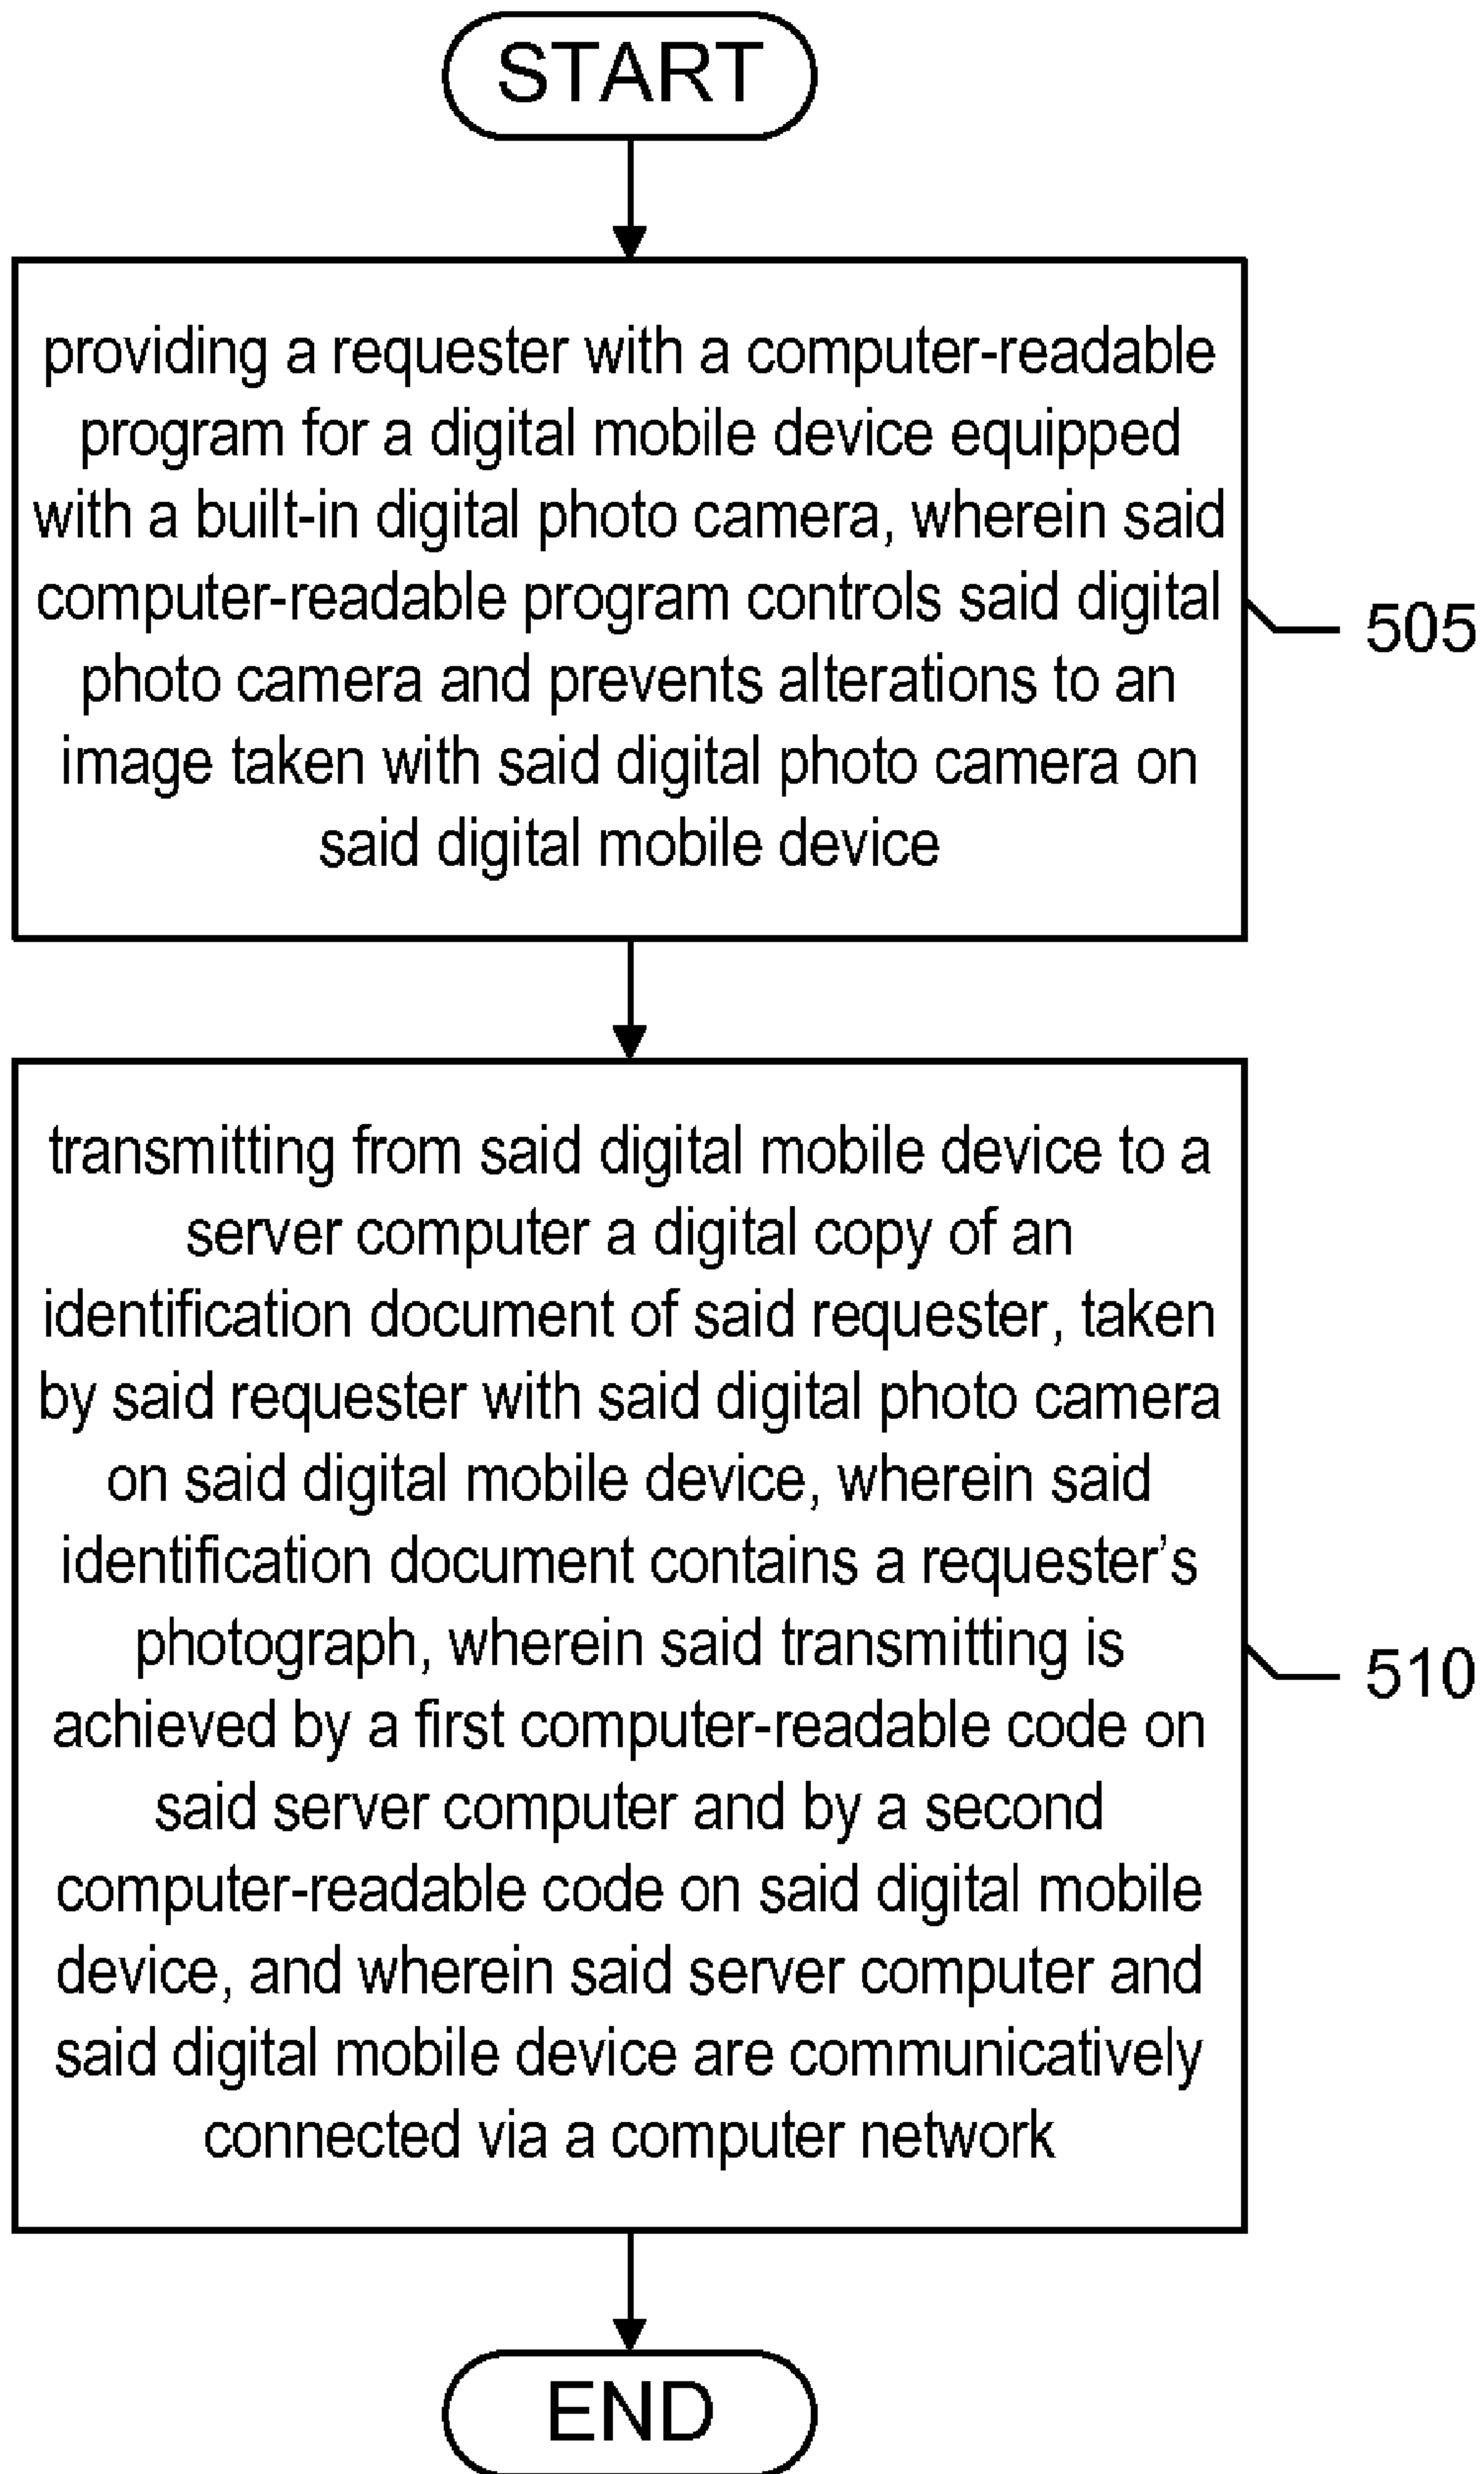 START
providing a requester with a computer-readable
program for a digital mobile device equipped
with a built-in digital photo camera, wherein said
computer-readable program controls said digital
photo camera and prevents alterations to an
image taken with said digital photo camera on
said digital mobile device
505
transmitting from said digital mobile device to a
server computer a digital copy of an
identification document of said requester, taken
by said requester with said digital photo camera
on said digital mobile device, wherein said
identification document contains a requester’s
photograph, wherein said transmitting is
achieved by a first computer-readable code on
said server computer and by a second
computer-readable code on said digital mobile
device, and wherein said server computer and
said digital mobile device are communicatively
connected via a computer network
510
END